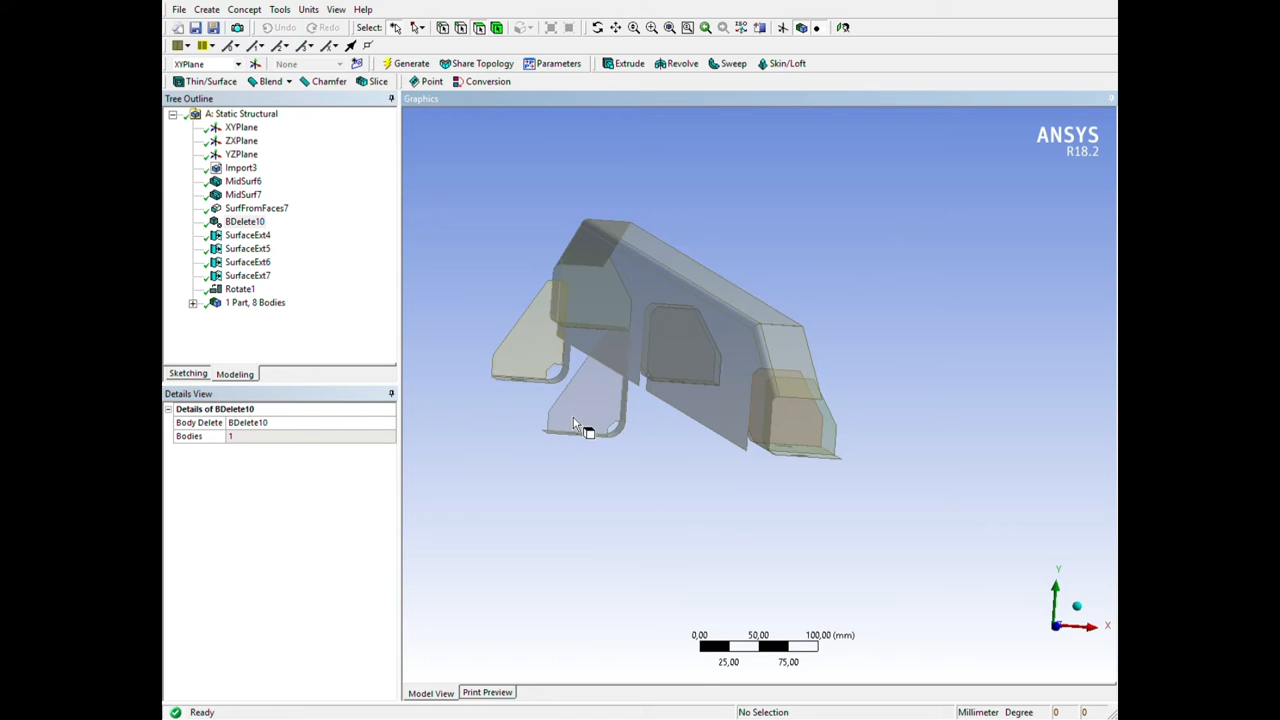 File Create Concept Tools Units View Help
Undo Redo Select:
XYPlane None Generate Share Topology Parameters Extrude Revolve Sweep Skin/Loft
Thin/Surface Blend Chamfer Slice Point Conversion
Tree Outline
Graphics
A: Static Structural
XYPlane
ZXPlane
YZPlane
Import3
MidSurf6
MidSurf7
SurfFromFaces7
BDelete10
SurfaceExt4
SurfaceExt5
SurfaceExt6
SurfaceExt7
Rotate1
1 Part, 8 Bodies
Sketching Modeling
Details View
Details of BDelete10
Body Delete BDelete10
Bodies 1
ANSYS
R18.2
Y
X
0,00 50,00 100,00 (mm)
25,00 75,00
Model View Print Preview
Ready No Selection Millimeter Degree 0 0